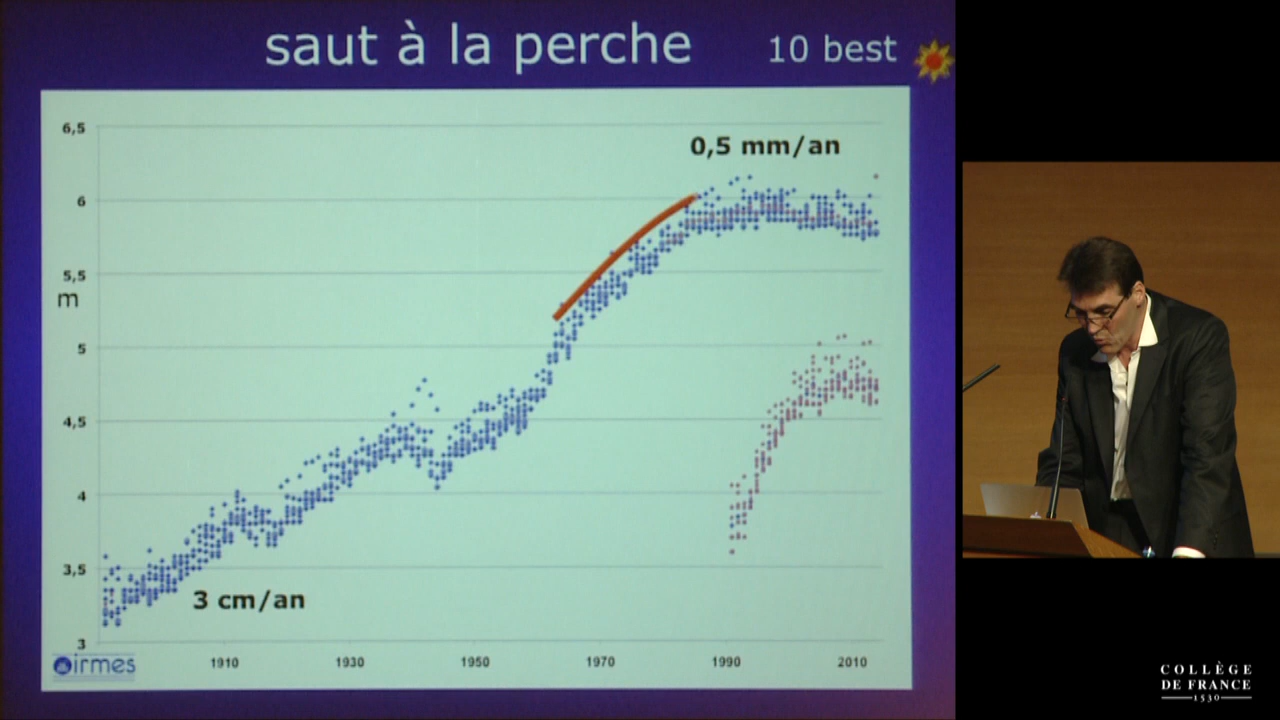 saut à la perche 10 best
6,5
0,5 mm/an
6
5,5
m
5
4,5
4
3,5
3 cm/an
3
irmes
1910 1930 1950 1970 1990 2010
COLLÈGE
DE FRANCE
1530